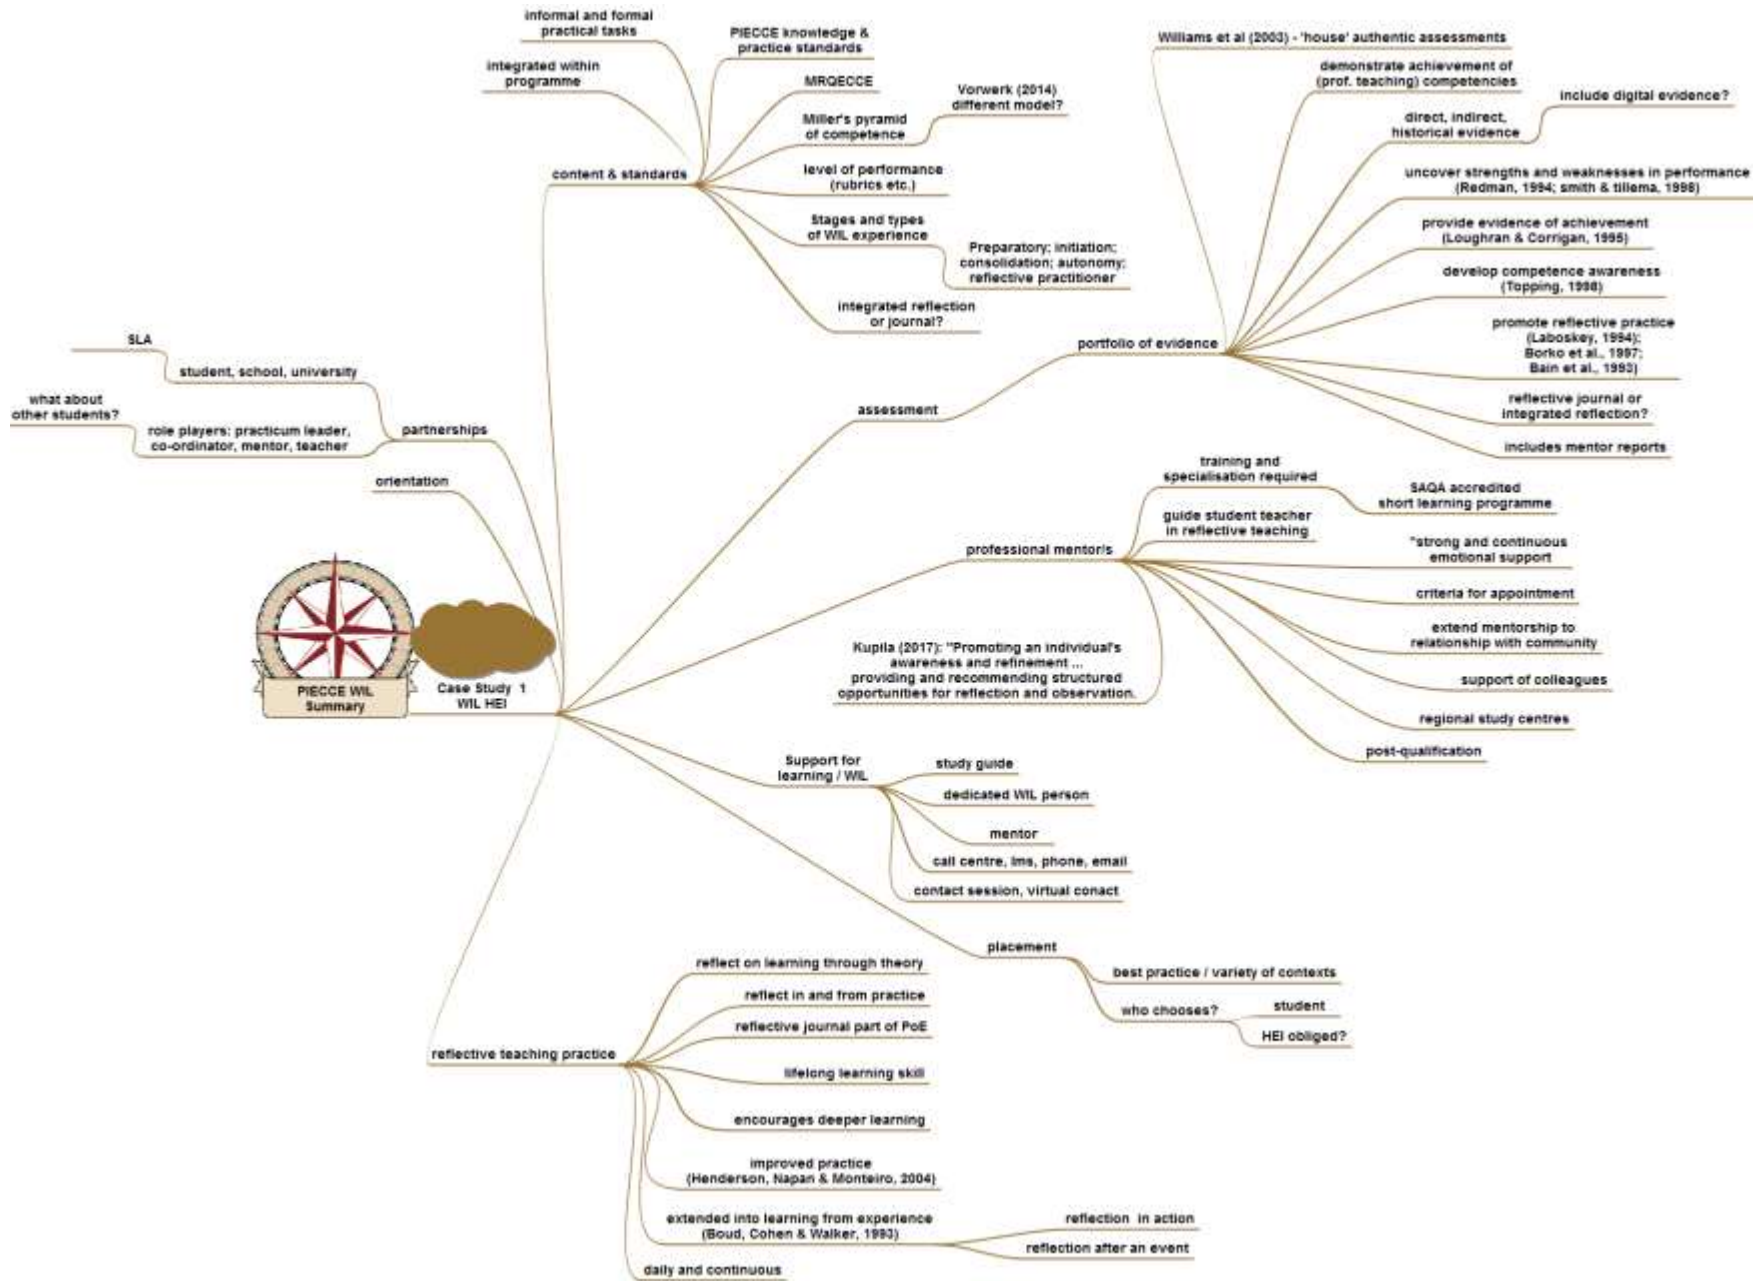 informal and formal
practical tasks
integrated within
programme
content & standards
PIECCE knowledge &
practice standards
MRQECCE
Miller's pyramid
of competence
Vorwerk (2014)
different model?
level of performance
(rubrics etc.)
Stages and types
of WIL experience
Preparatory; initiation;
consolidation; autonomy;
reflective practitioner
integrated reflection
or journal?
SLA
student, school, university
what about
other students?
role players: practicum leader,
co-ordinator, mentor, teacher
partnerships
orientation
PIECCE WIL
Summary
Case Study 1
WIL HEI
assessment
portfolio of evidence
Williams et al (2003) - 'house' authentic assessments
demonstrate achievement of
(prof. teaching) competencies
direct, indirect,
historical evidence
include digital evidence?
uncover strengths and weaknesses in performance
(Redman, 1994; smith & tillema, 1998)
provide evidence of achievement
(Loughran & Corrigan, 1995)
develop competence awareness
(Topping, 1998)
promote reflective practice
(Laboskey, 1994);
Borko et al., 1997;
Bain et al., 1993)
reflective journal or
integrated reflection?
includes mentor reports
professional mentor/s
training and
specialisation required
SAQA accredited
short learning programme
guide student teacher
in reflective teaching
"strong and continuous
emotional support
criteria for appointment
extend mentorship to
relationship with community
support of colleagues
regional study centres
post-qualification
Kupila (2017): "Promoting an individual's
awareness and refinement ...
providing and recommending structured
opportunities for reflection and observation.
Support for
learning / WIL
study guide
dedicated WIL person
mentor
call centre, lms, phone, email
contact session, virtual conact
placement
best practice / variety of contexts
who chooses?
student
HEI obliged?
reflective teaching practice
reflect on learning through theory
reflect in and from practice
reflective journal part of PoE
lifelong learning skill
encourages deeper learning
improved practice
(Henderson, Napan & Monteiro, 2004)
extended into learning from experience
(Boud, Cohen & Walker, 1993)
reflection in action
reflection after an event
daily and continuous